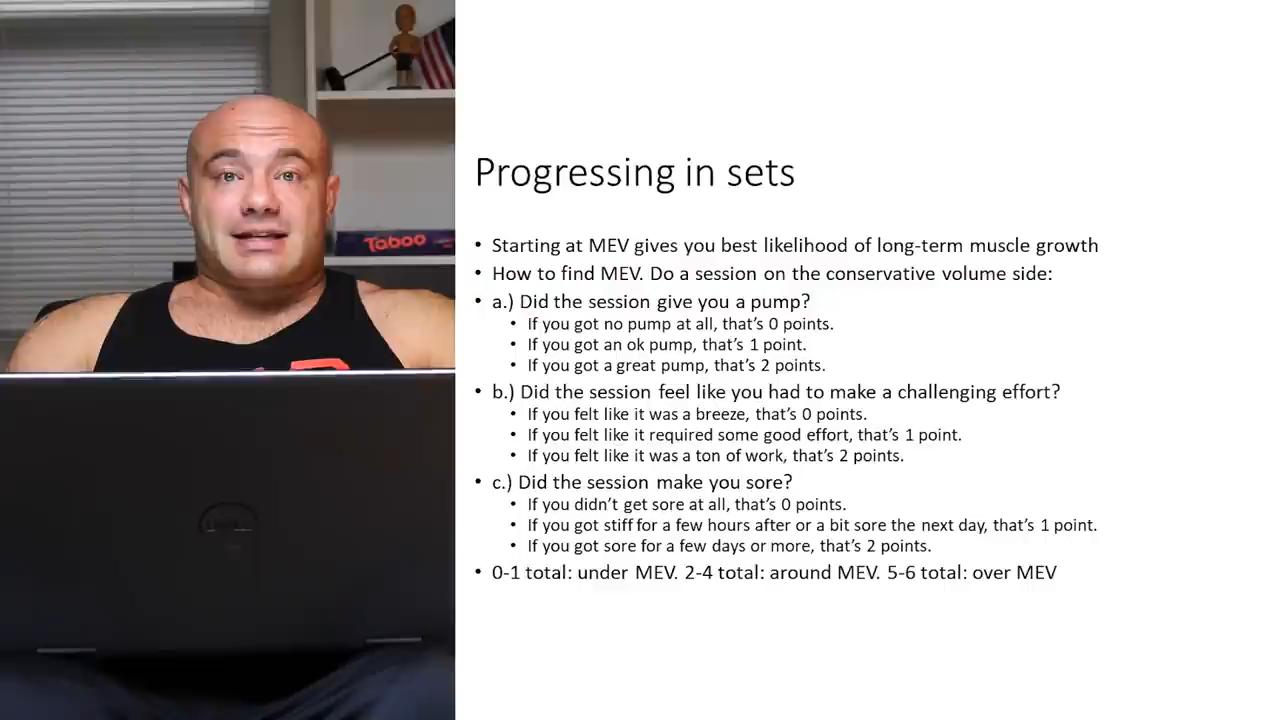 Taboo
DELL
Progressing in sets
• Starting at MEV gives you best likelihood of long-term muscle growth
• How to find MEV. Do a session on the conservative volume side:
• a.) Did the session give you a pump?
• If you got no pump at all, that's 0 points.
• If you got an ok pump, that's 1 point.
• If you got a great pump, that's 2 points.
• b.) Did the session feel like you had to make a challenging effort?
• If you felt like it was a breeze, that's 0 points.
• If you felt like it required some good effort, that's 1 point.
• If you felt like it was a ton of work, that's 2 points.
• c.) Did the session make you sore?
• If you didn't get sore at all, that's 0 points.
• If you got stiff for a few hours after or a bit sore the next day, that's 1 point.
• If you got sore for a few days or more, that's 2 points.
• 0-1 total: under MEV. 2-4 total: around MEV. 5-6 total: over MEV